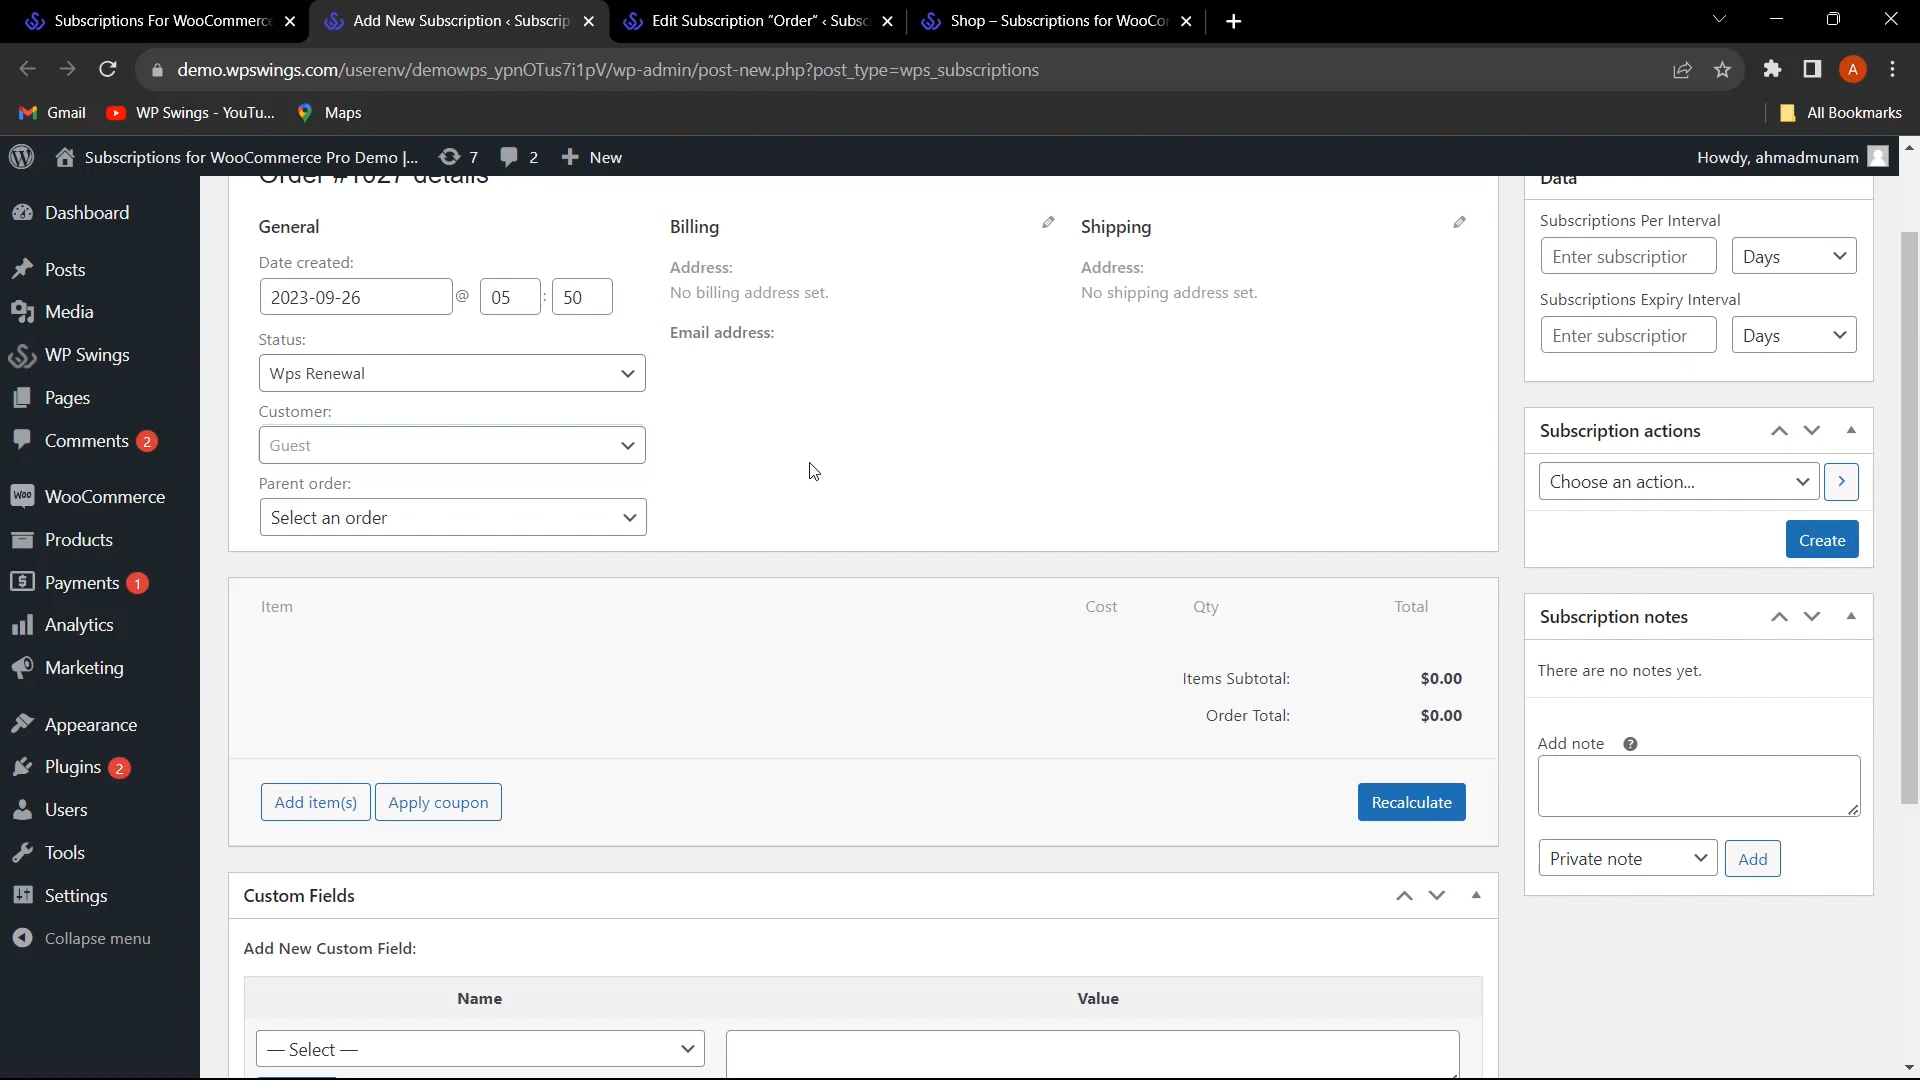 Subscriptions For WooCommerce
Add New Subscription ‹ Subscrip
Edit Subscription "Order" ‹ Subsc
Shop – Subscriptions for WooCor
demo.wpswings.com/userenv/demowps_ypnOTus7i1pV/wp-admin/post-new.php?post_type=wps_subscriptions
A
Gmail
WP Swings - YouTu...
Maps
All Bookmarks
Subscriptions for WooCommerce Pro Demo |...
7
2
New
Howdy, ahmadmunam
Dashboard
Posts
Media
WP Swings
Pages
Comments 2
WooCommerce
Products
Payments 1
Analytics
Marketing
Appearance
Plugins 2
Users
Tools
Settings
Collapse menu
Order #1027 details
General
Date created:
2023-09-26 @ 05 : 50
Status:
Wps Renewal
Customer:
Guest
Parent order:
Select an order
Billing
Address:
No billing address set.
Email address:
Shipping
Address:
No shipping address set.
Item Cost Qty Total
Items Subtotal: $0.00
Order Total: $0.00
Add item(s) Apply coupon Recalculate
Custom Fields
Add New Custom Field:
Name Value
— Select —
Data
Subscriptions Per Interval
Enter subscriptior Days
Subscriptions Expiry Interval
Enter subscriptior Days
Subscription actions
Choose an action... >
Create
Subscription notes
There are no notes yet.
Add note ?
Private note Add